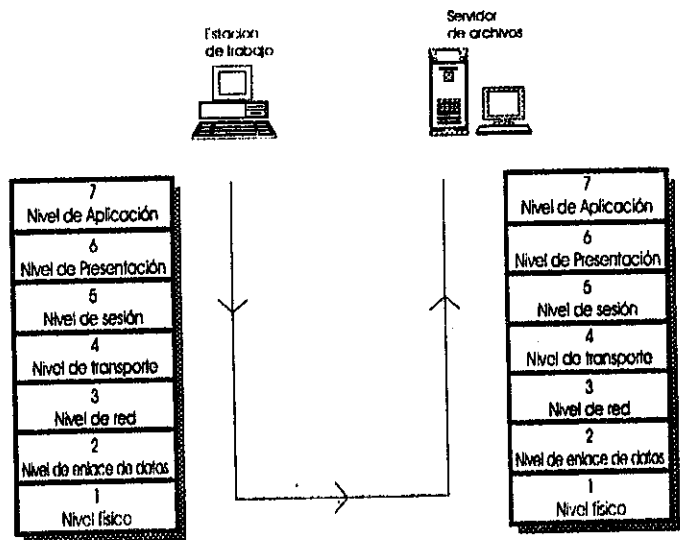 Estacion
de trabajo
Servidor
de archivos
7
Nivel de Aplicación
6
Nivel de Presentación
5
Nivel de sesión
4
Nivel de transporte
3
Nivel de red
2
Nivel de enlace de datos
1
Nivel físico
7
Nivel de Aplicación
6
Nivel de Presentación
5
Nivel de sesión
4
Nivel de transporte
3
Nivel de red
2
Nivel de enlace de datos
1
Nivel físico